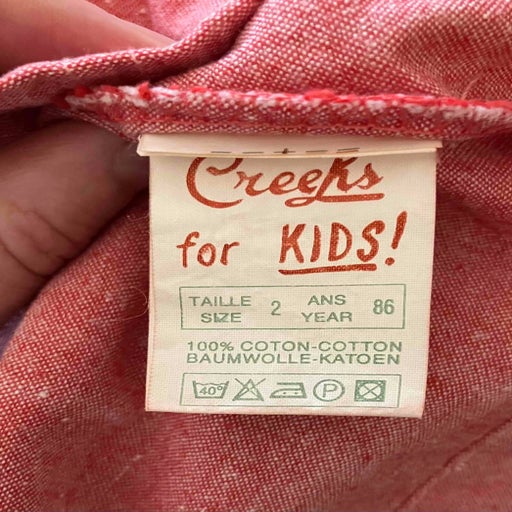 Creeks
for KIDS!
TAILLE 2 ANS 86
SIZE YEAR
100% COTON-COTTON
BAUMWOLLE-KATOEN
40° P